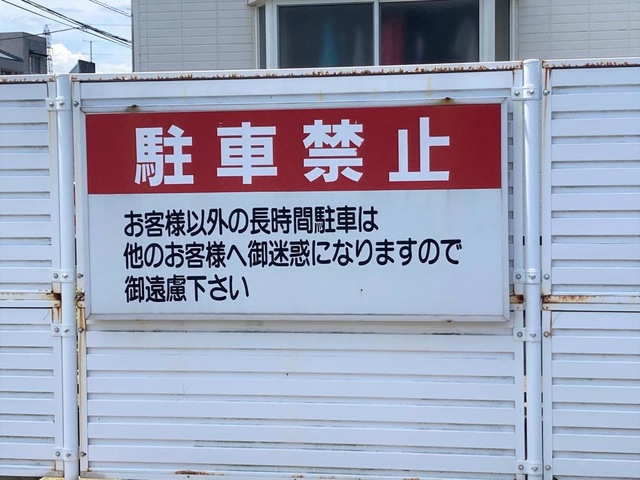 駐車禁止
お客様以外の長時間駐車は
他のお客様へ御迷惑になりますので
御遠慮下さい